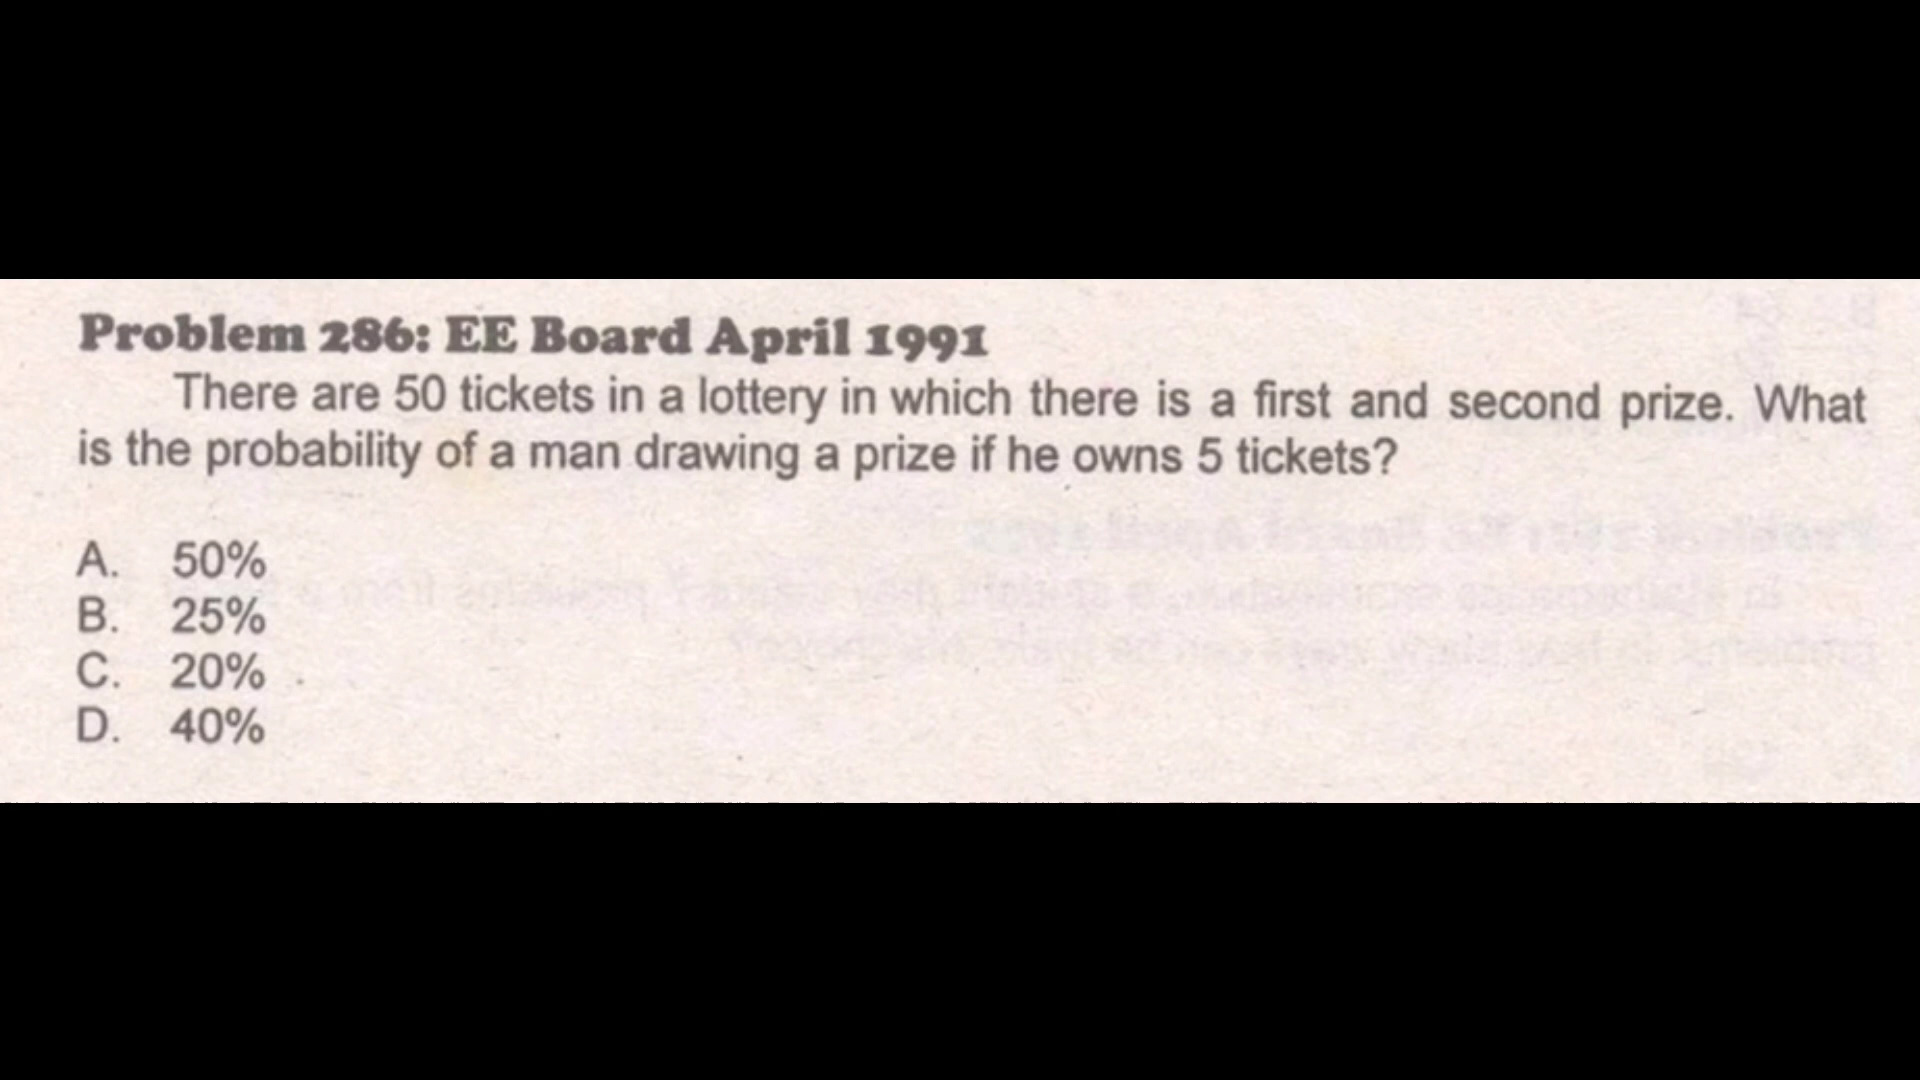 Problem 286: EE Board April 1991
There are 50 tickets in a lottery in which there is a first and second prize. What
is the probability of a man drawing a prize if he owns 5 tickets?
A. 50%
B. 25%
C. 20%
D. 40%